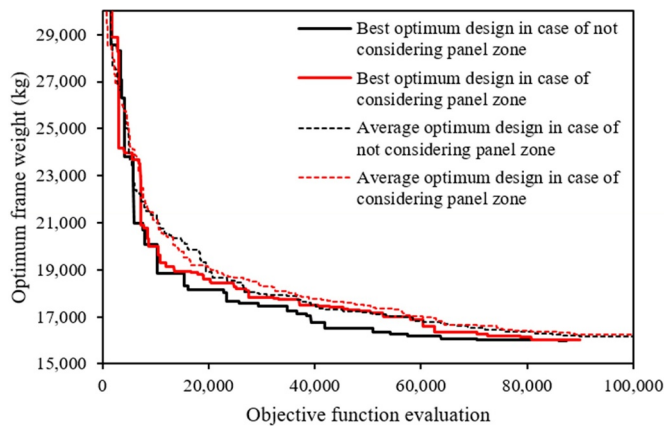 29,000
27,000
25,000
23,000
21,000
19,000
17,000
15,000
Optimum frame weight (kg)
Best optimum design in case of not
considering panel zone
Best optimum design in case of
considering panel zone
Average optimum design in case of
not considering panel zone
Average optimum design in case of
considering panel zone
0 20,000 40,000 60,000 80,000 100,000
Objective function evaluation